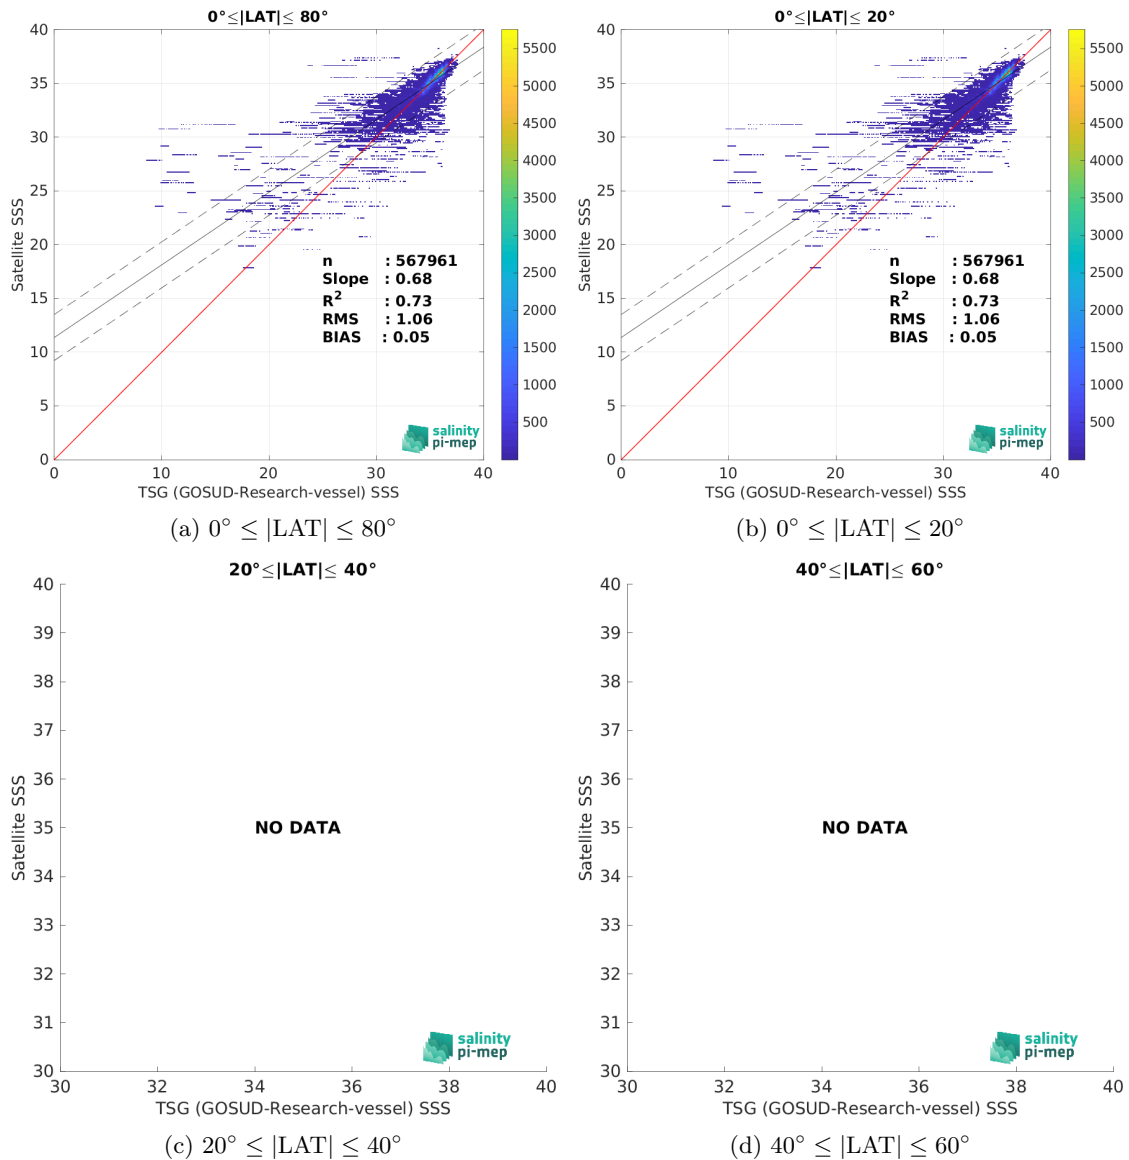 0°≤|LAT|≤ 80°
40
35
30
25
20
15
10
5
0
0
10
20
30
40
Satellite SSS
TSG (GOSUD-Research-vessel) SSS
n : 567961
Slope : 0.68
R² : 0.73
RMS : 1.06
BIAS : 0.05
salinity
pi-mep
5500
5000
4500
4000
3500
3000
2500
2000
1500
1000
500
(a) 0° ≤ |LAT| ≤ 80°
0°≤|LAT|≤ 20°
40
35
30
25
20
15
10
5
0
0
10
20
30
40
Satellite SSS
TSG (GOSUD-Research-vessel) SSS
n : 567961
Slope : 0.68
R² : 0.73
RMS : 1.06
BIAS : 0.05
salinity
pi-mep
5500
5000
4500
4000
3500
3000
2500
2000
1500
1000
500
(b) 0° ≤ |LAT| ≤ 20°
20°≤|LAT|≤ 40°
40
39
38
37
36
35
34
33
32
31
30
30
32
34
36
38
40
Satellite SSS
NO DATA
salinity
pi-mep
TSG (GOSUD-Research-vessel) SSS
(c) 20° ≤ |LAT| ≤ 40°
40°≤|LAT|≤ 60°
40
39
38
37
36
35
34
33
32
31
30
30
32
34
36
38
40
Satellite SSS
NO DATA
salinity
pi-mep
TSG (GOSUD-Research-vessel) SSS
(d) 40° ≤ |LAT| ≤ 60°